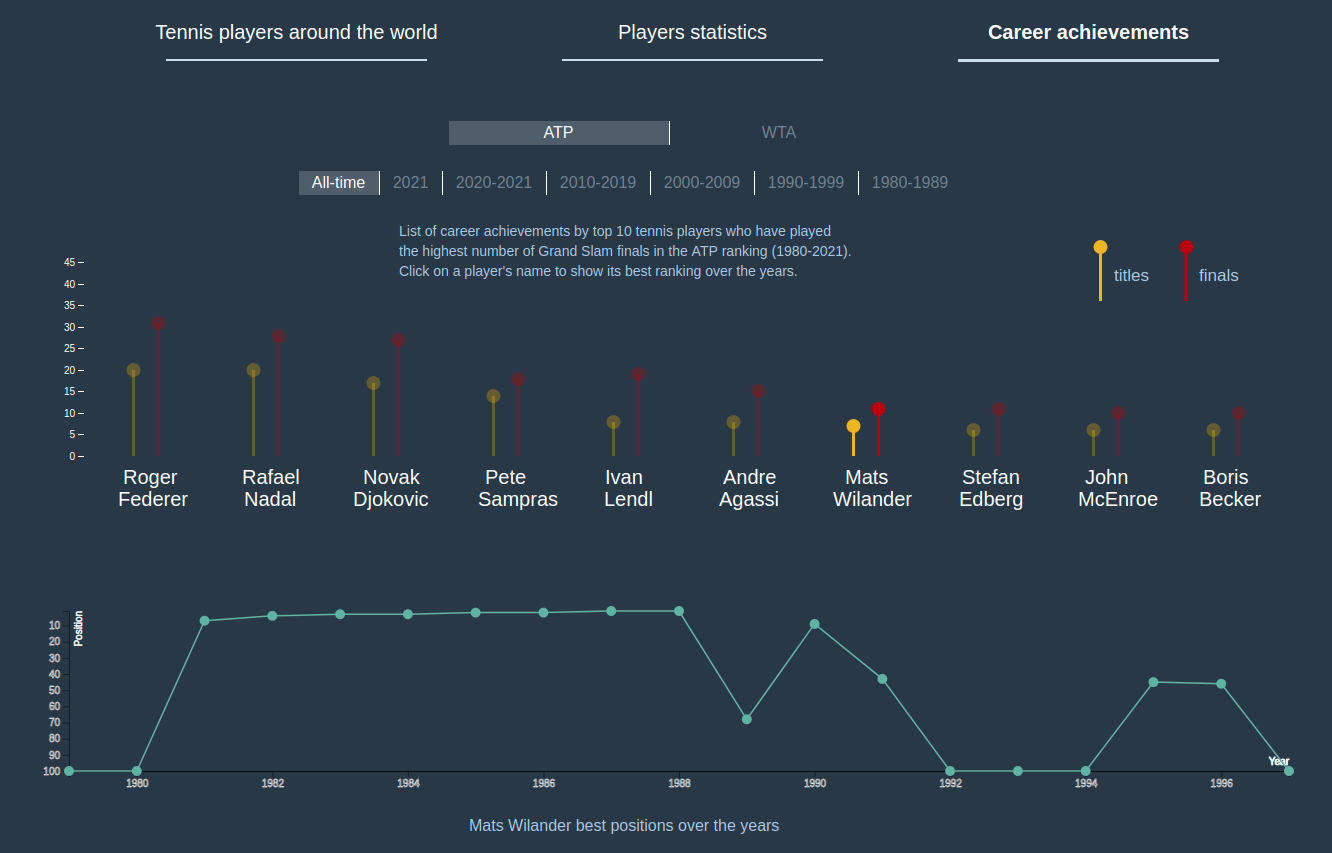 Tennis players around the world
Players statistics
Career achievements
ATP
WTA
All-time
2021
2020-2021
2010-2019
2000-2009
1990-1999
1980-1989
List of career achievements by top 10 tennis players who have played
the highest number of Grand Slam finals in the ATP ranking (1980-2021).
Click on a player's name to show its best ranking over the years.
titles
finals
45
40
35
30
25
20
15
10
5
0
Roger
Federer
Rafael
Nadal
Novak
Djokovic
Pete
Sampras
Ivan
Lendl
Andre
Agassi
Mats
Wilander
Stefan
Edberg
John
McEnroe
Boris
Becker
Position
10
20
30
40
50
60
70
80
90
100
Year
1980
1982
1984
1986
1988
1990
1992
1994
1996
Mats Wilander best positions over the years